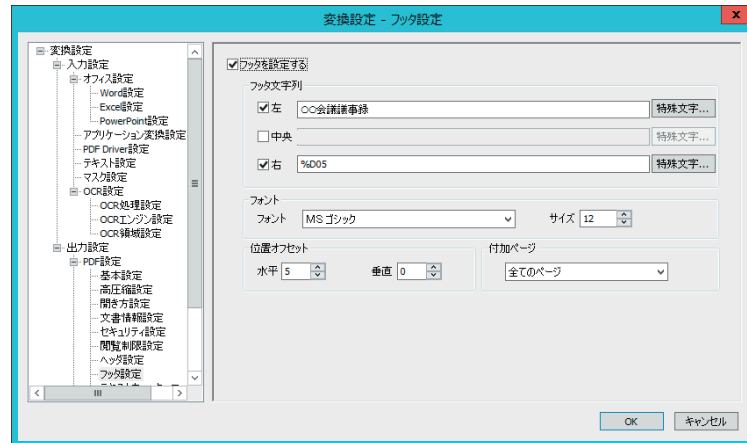 変換設定 - フッタ設定
x
変換設定
入力設定
オフィス設定
Word設定
Excel設定
PowerPoint設定
アプリケーション変換設定
PDF Driver設定
テキスト設定
マスク設定
OCR設定
OCR処理設定
OCRエンジン設定
OCR領域設定
出力設定
PDF設定
基本設定
高圧縮設定
開き方設定
文書情報設定
セキュリティ設定
閲覧制限設定
ヘッダ設定
フッタ設定
フッタを設定する
フッタ文字列
左 〇〇会議議事録 特殊文字...
中央 特殊文字...
右 %D05 特殊文字...
フォント
フォント MS ゴシック サイズ 12
位置オフセット
水平 5 垂直 0
付加ページ
全てのページ
OK キャンセル